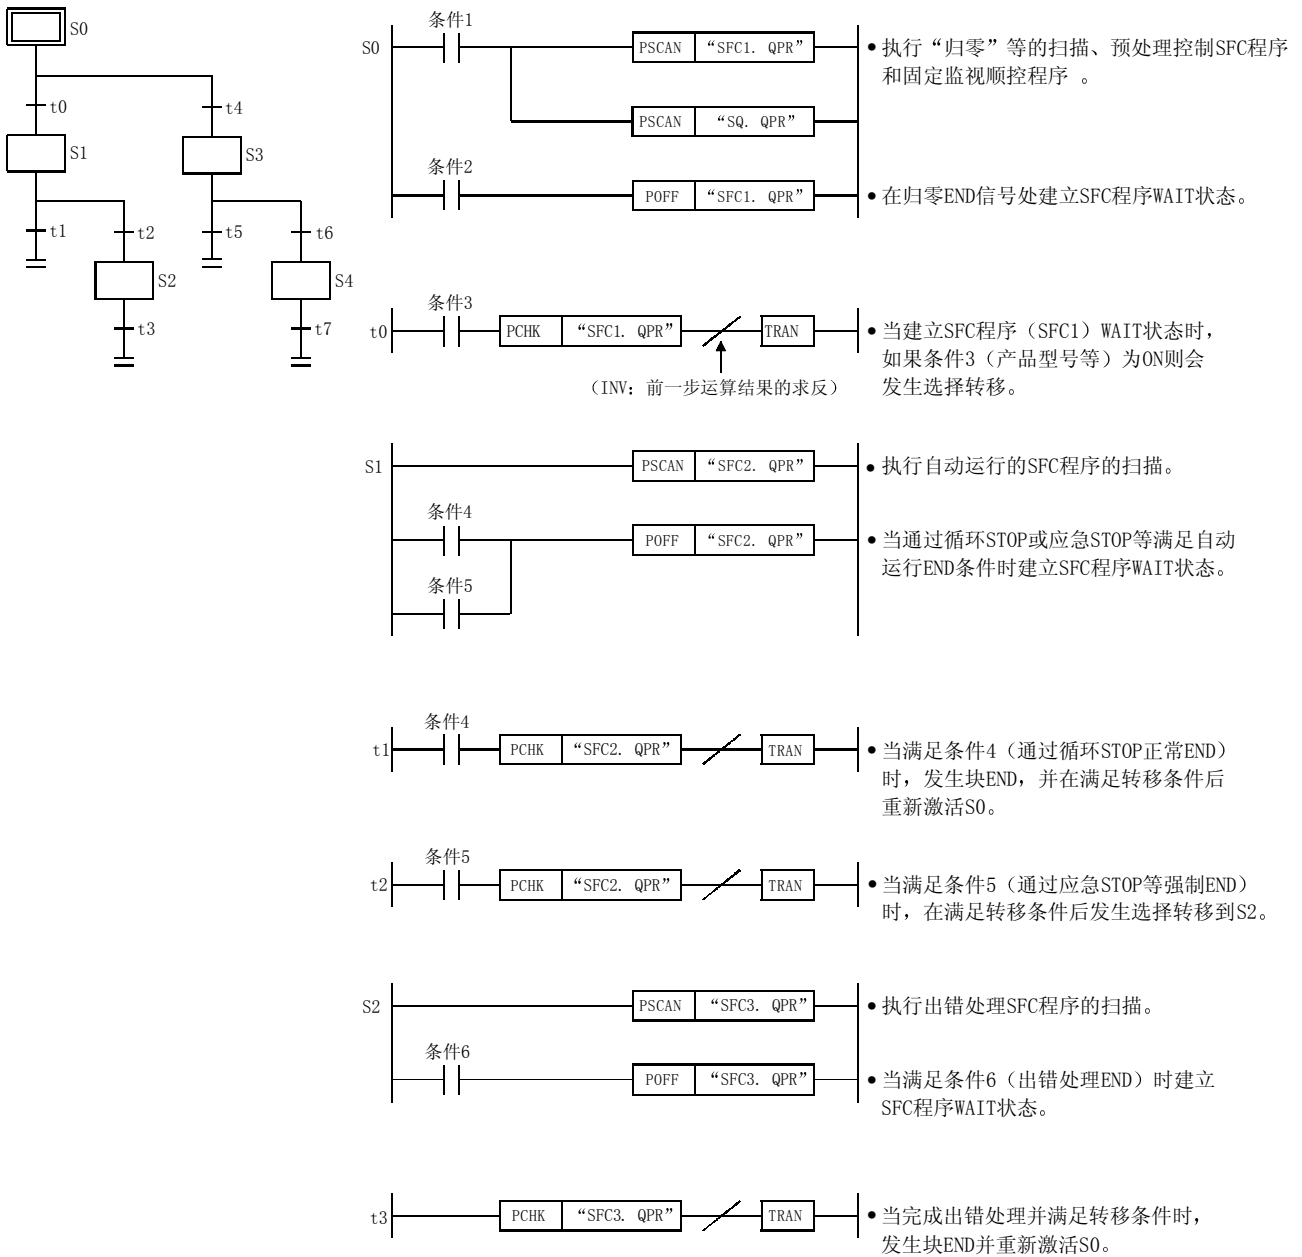 S0
t0
t4
S1
S3
t1
t2
t5
t6
S2
S4
t3
t7
条件1
S0
PSCAN “SFC1. QPR”
●执行“归零”等的扫描、预处理控制SFC程序
和固定监视顺控程序 。
PSCAN “SQ. QPR”
条件2
POFF “SFC1. QPR”
●在归零END信号处建立SFC程序WAIT状态。
条件3
t0
PCHK “SFC1. QPR” TRAN
●当建立SFC程序（SFC1）WAIT状态时，
如果条件3（产品型号等）为ON则会
发生选择转移。
（INV：前一步运算结果的求反）
S1
PSCAN “SFC2. QPR”
●执行自动运行的SFC程序的扫描。
条件4
POFF “SFC2. QPR”
●当通过循环STOP或应急STOP等满足自动
运行END条件时建立SFC程序WAIT状态。
条件5
条件4
t1
PCHK “SFC2. QPR” TRAN
●当满足条件4（通过循环STOP正常END）
时，发生块END，并在满足转移条件后
重新激活S0。
条件5
t2
PCHK “SFC2. QPR” TRAN
●当满足条件5（通过应急STOP等强制END）
时，在满足转移条件后发生选择转移到S2。
S2
PSCAN “SFC3. QPR”
●执行出错处理SFC程序的扫描。
条件6
POFF “SFC3. QPR”
●当满足条件6（出错处理END）时建立
SFC程序WAIT状态。
t3
PCHK “SFC3. QPR” TRAN
●当完成出错处理并满足转移条件时，
发生块END并重新激活S0。